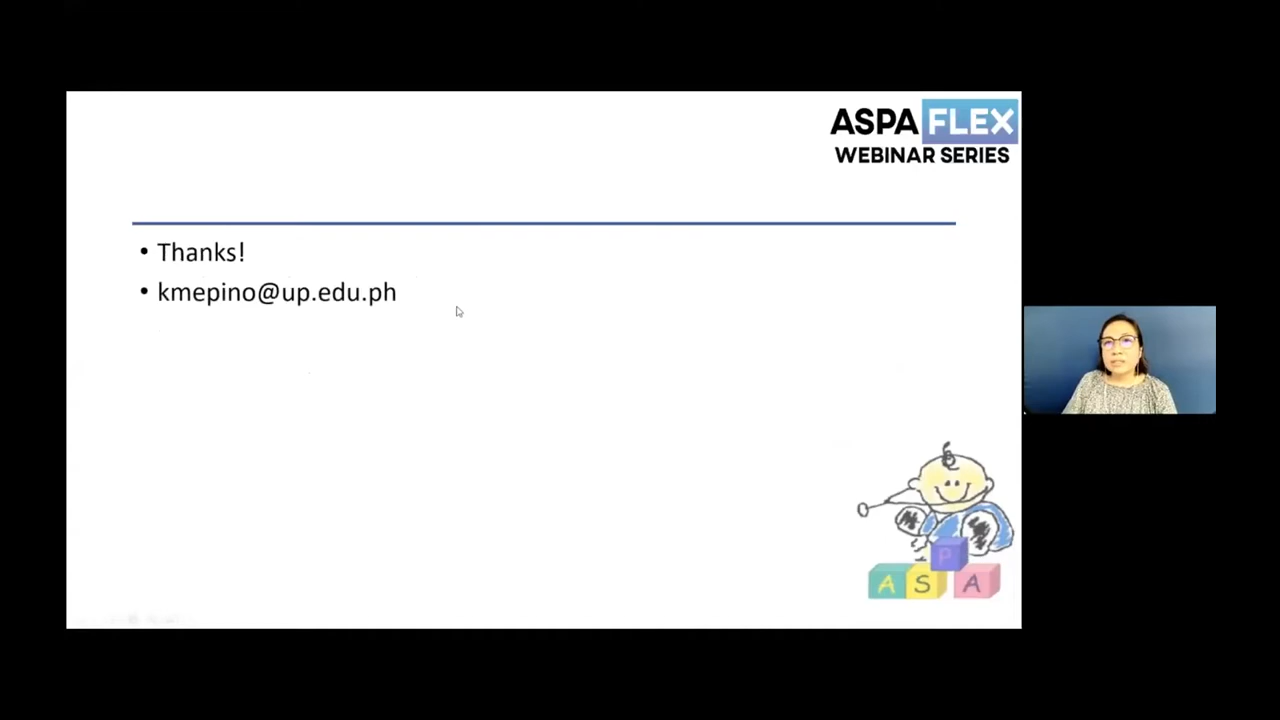 ASPA FLEX
WEBINAR SERIES
• Thanks!
• kmepino@up.edu.ph
P
A S A